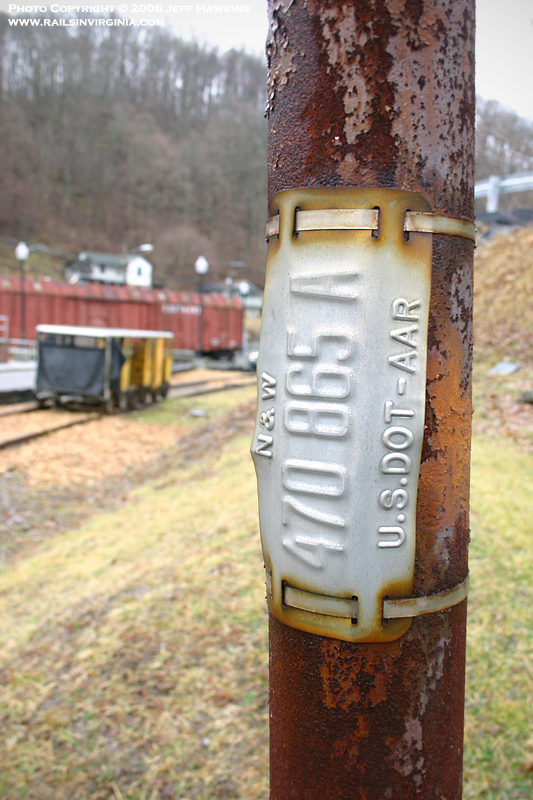 Photo Copyright © 2006 Jeff Hawkins
www.railsinvirginia.com
N&W
470 865 A
U.S.DOT-AAR